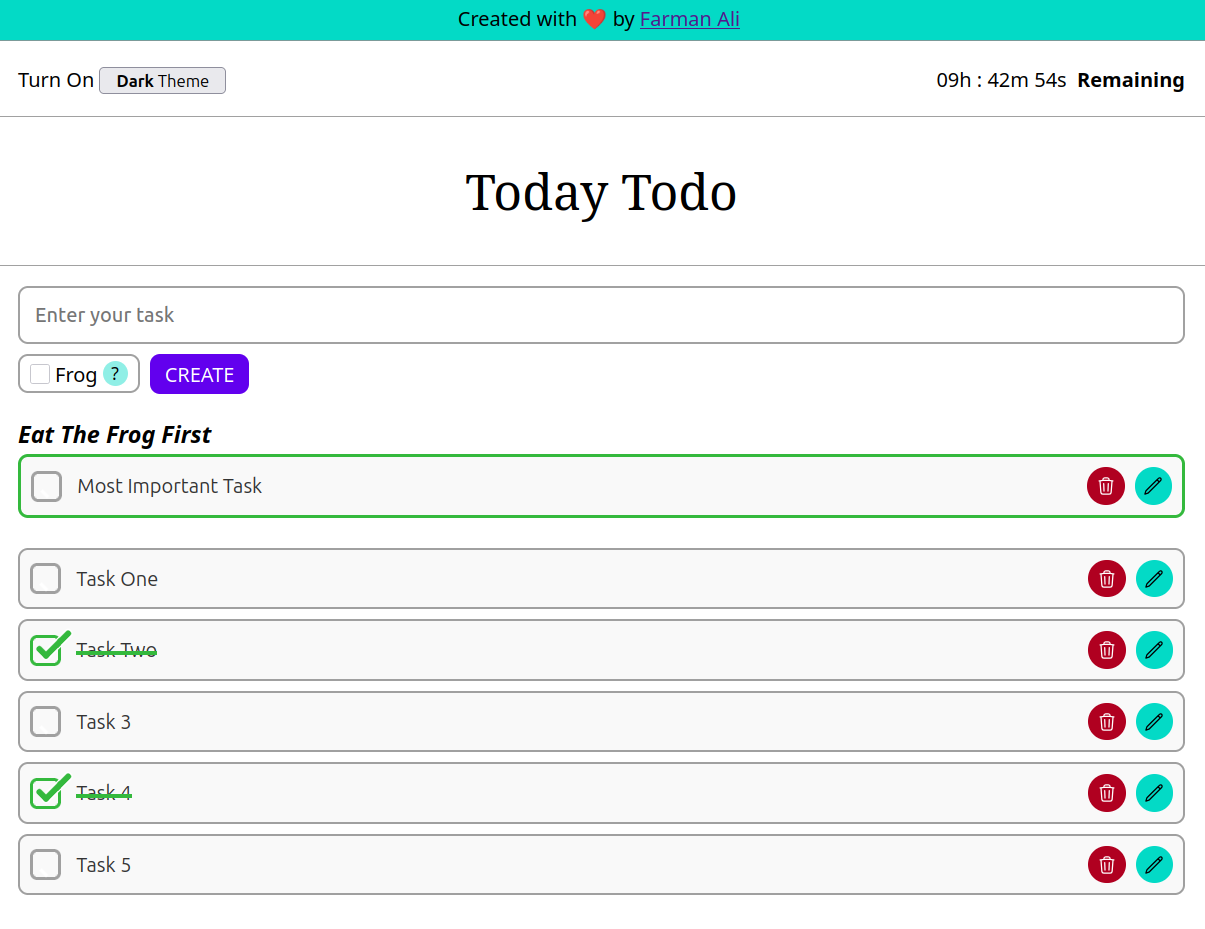 Created with ❤️ by Farman Ali
Turn On Dark Theme
09h : 42m 54s Remaining
Today Todo
Enter your task
Frog ? CREATE
Eat The Frog First
Most Important Task
Task One
Task Two
Task 3
Task 4
Task 5